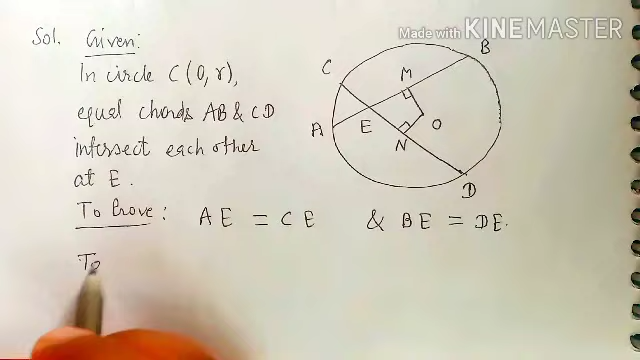 Made with KINEMASTER
Sol. Given:
In circle C(O,r),
equal chords AB & CD
intersect each other
at E.
To Prove: AE = CE & BE = DE.
To
C
B
M
A
E
O
N
D